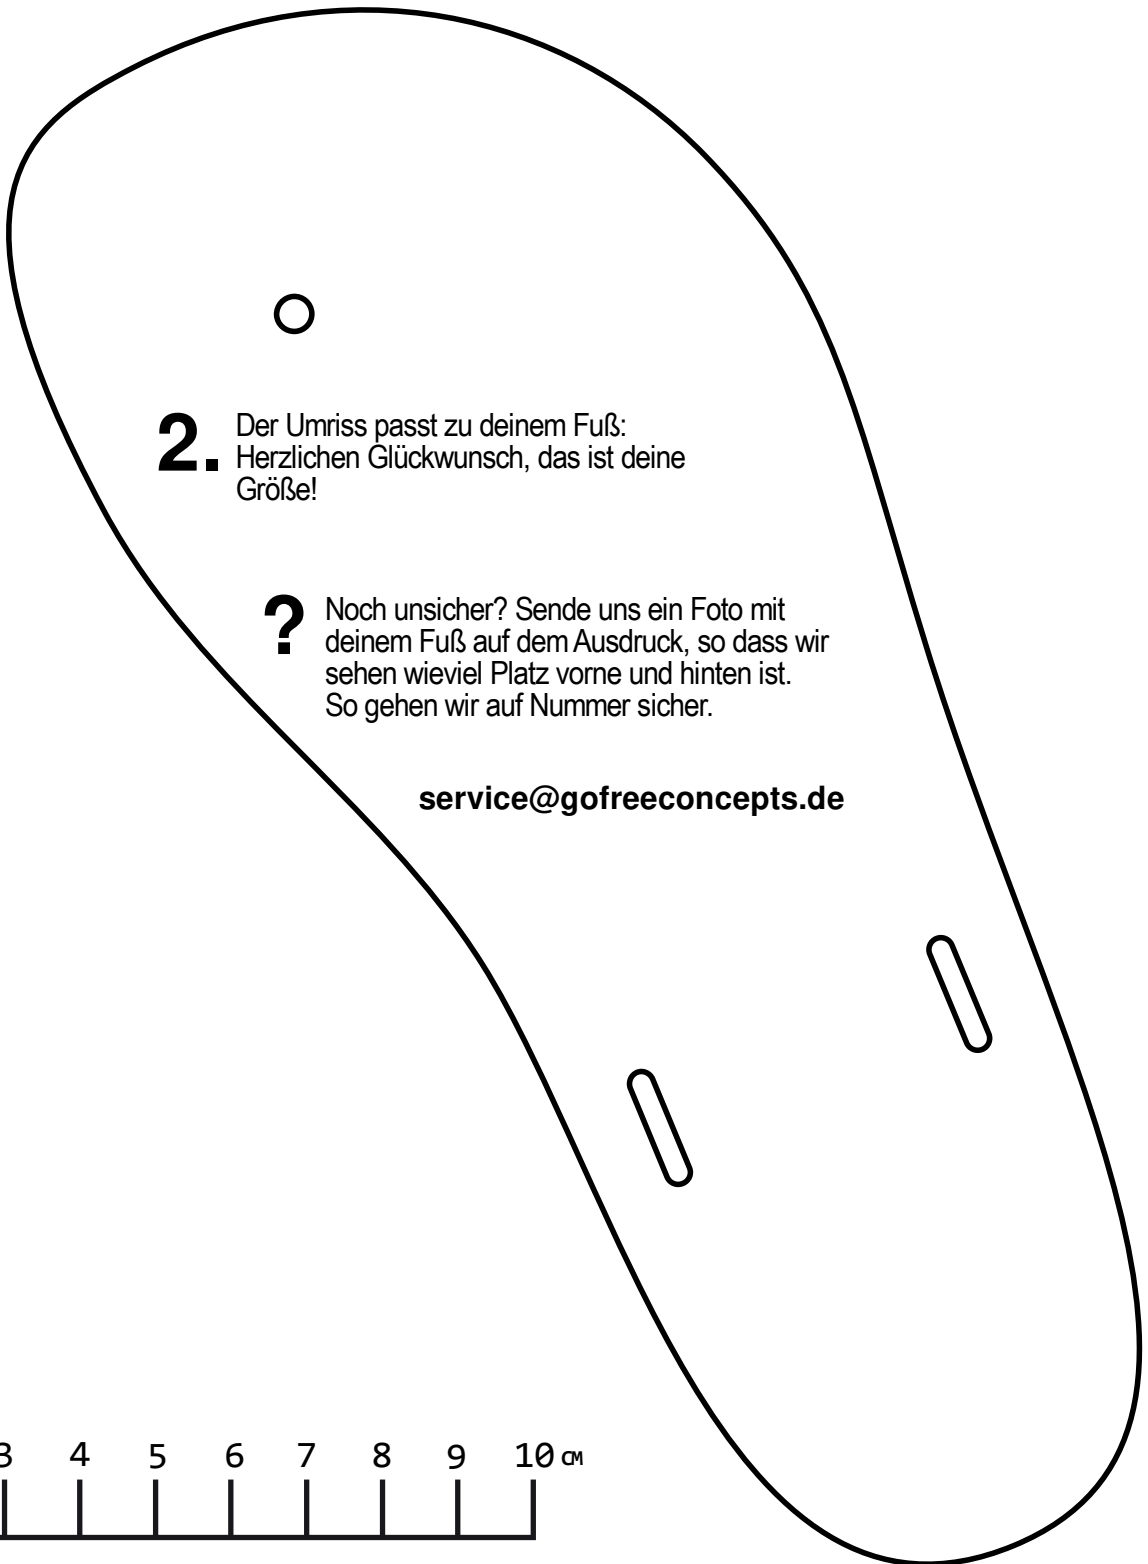 2. Der Umriss passt zu deinem Fuß:
Herzlichen Glückwunsch, das ist deine
Größe!
? Noch unsicher? Sende uns ein Foto mit
deinem Fuß auf dem Ausdruck, so dass wir
sehen wieviel Platz vorne und hinten ist.
So gehen wir auf Nummer sicher.
service@gofreeconcepts.de
3 4 5 6 7 8 9 10 CM